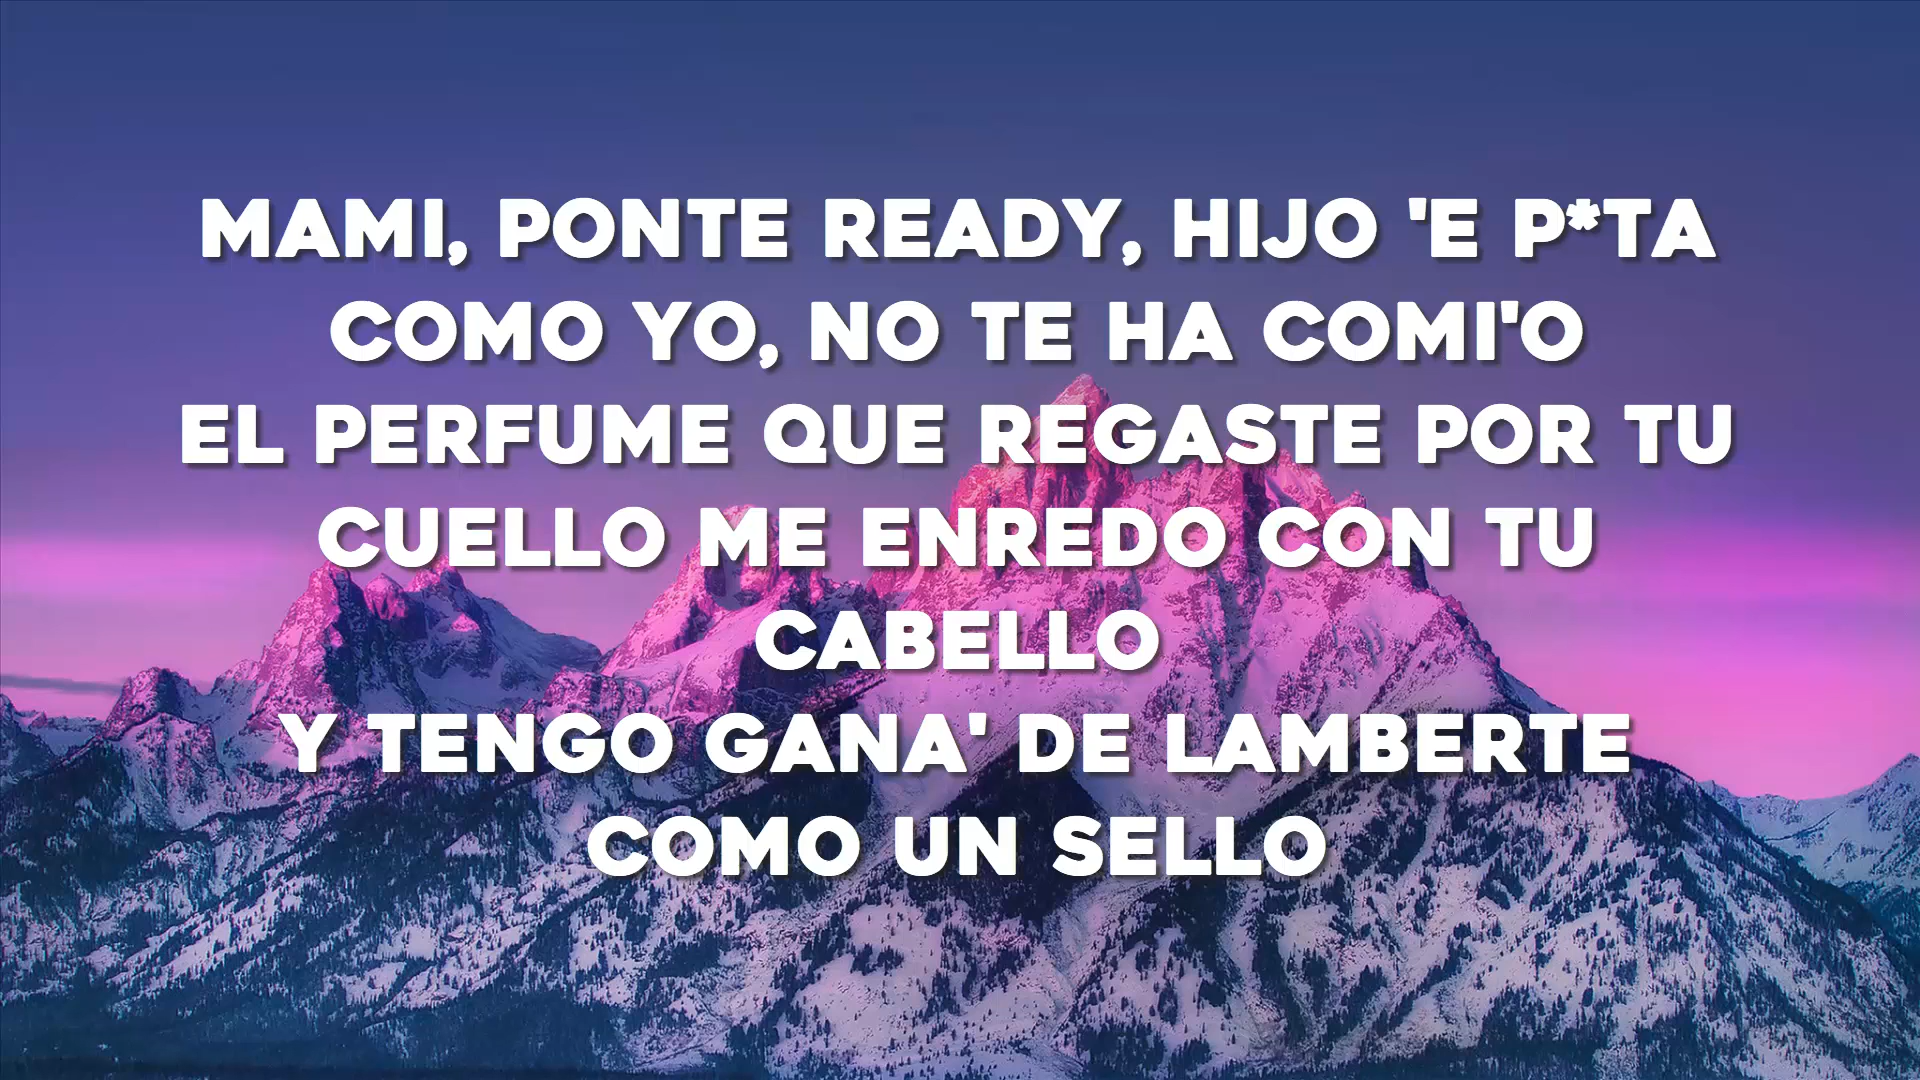 MAMI, PONTE READY, HIJO 'E P*TA
COMO YO, NO TE HA COMI'O
EL PERFUME QUE REGASTE POR TU
CUELLO ME ENREDO CON TU
CABELLO
Y TENGO GANA' DE LAMBERTE
COMO UN SELLO